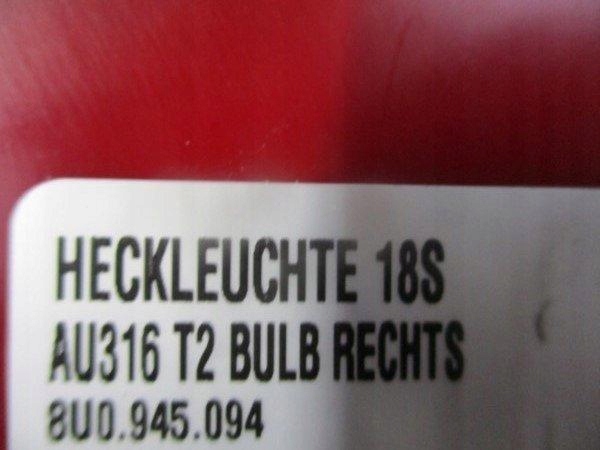 HECKLEUCHTE 18S
AU316 T2 BULB RECHTS
8U0.945.094